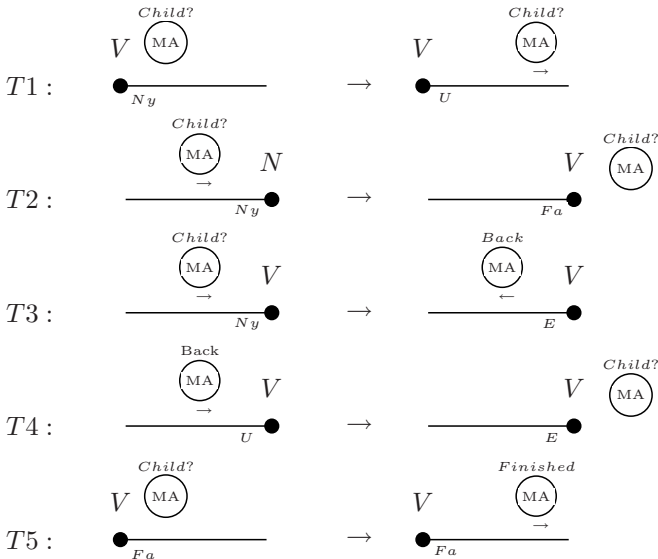 Child? Child?
V MA V MA
→
T1 : Ny → U
Child? Child?
MA N V MA
→
T2 : Ny → Fa
Child? Back
MA V MA V
→ ←
T3 : Ny → E
Back Child?
MA V V MA
→
T4 : U → E
Child? Finished
V MA V MA
→
T5 : Fa → Fa